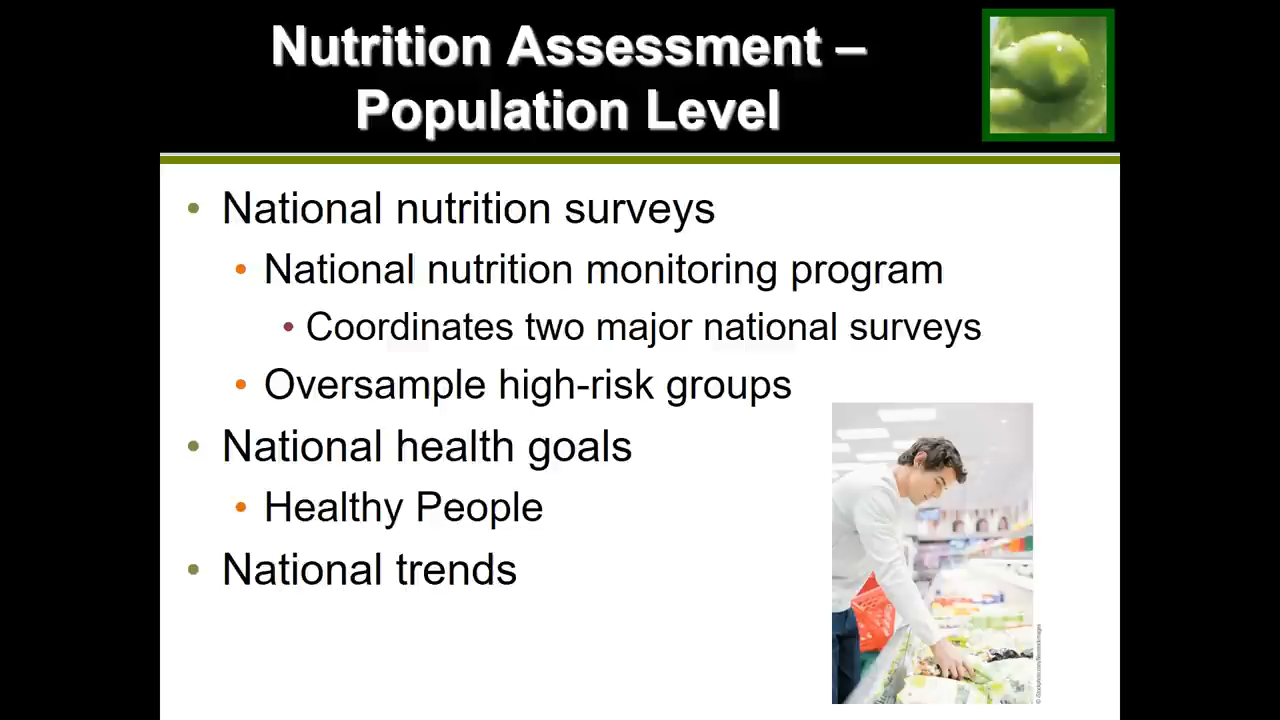 Nutrition Assessment –
Population Level
• National nutrition surveys
• National nutrition monitoring program
• Coordinates two major national surveys
• Oversample high-risk groups
• National health goals
• Healthy People
• National trends